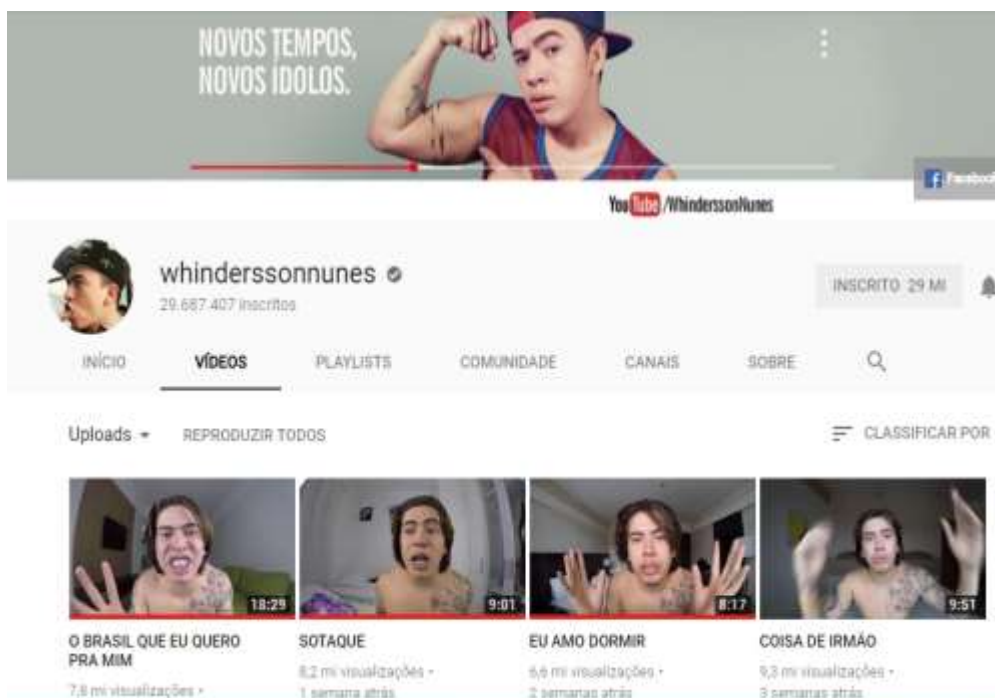 NOVOS TEMPOS,
NOVOS ÍDOLOS.
Facebook
YouTube /WhinderssonNunes
whinderssonnunes
29.687.407 inscritos
INSCRITO 29 MI
INÍCIO VÍDEOS PLAYLISTS COMUNIDADE CANAIS SOBRE
Uploads REPRODUZIR TODOS CLASSIFICAR POR
18:29 9:01 8:17 9:51
O BRASIL QUE EU QUERO
PRA MIM
7,8 mi visualizações •
SOTAQUE
8,2 mi visualizações •
1 semana atrás
EU AMO DORMIR
6,6 mi visualizações •
2 semanas atrás
COISA DE IRMÃO
9,3 mi visualizações •
3 semanas atrás